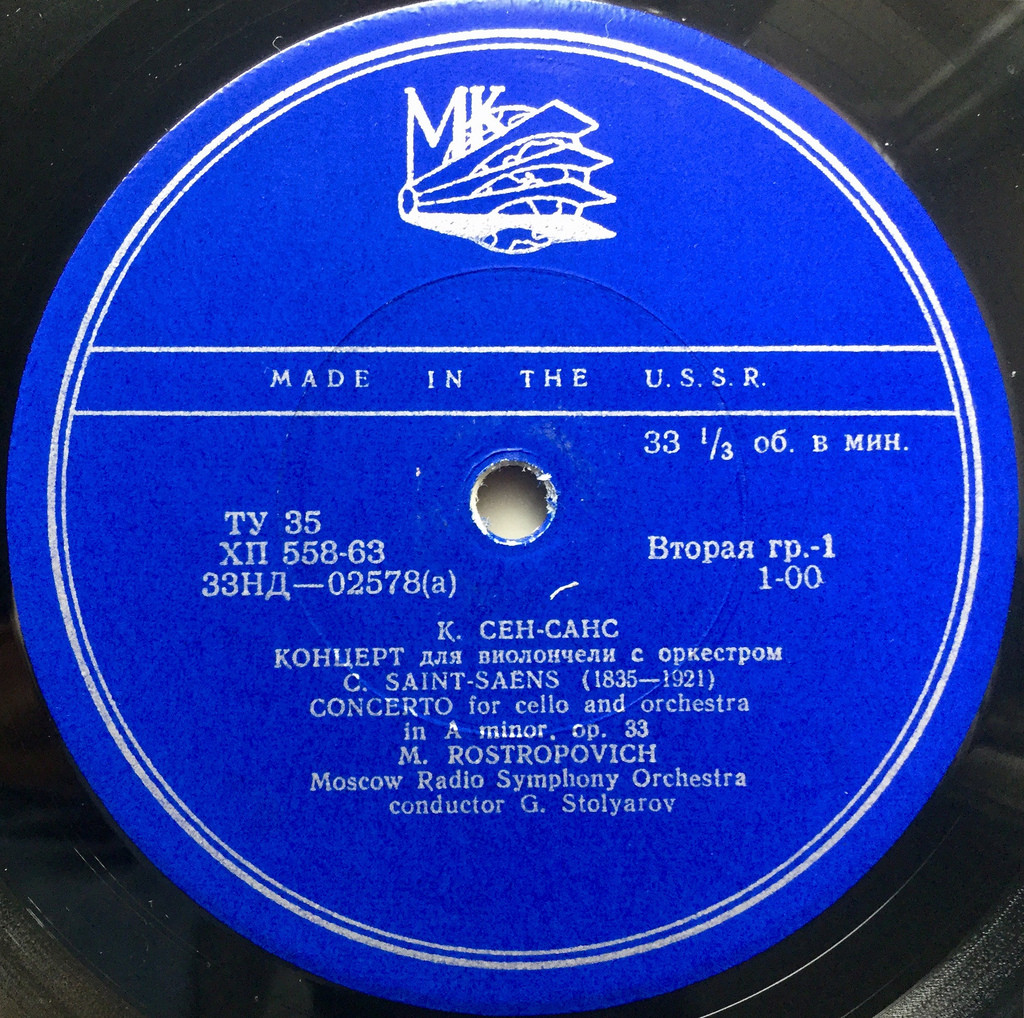 МК
MADE IN THE U.S.S.R.
33 1/3 об. в мин.
ТУ 35
ХП 558-63
33НД—02578(а)
Вторая гр.-1
1-00
К. СЕН-САНС
КОНЦЕРТ для виолончели с оркестром
C. SAINT-SAËNS (1835—1921)
CONCERTO for cello and orchestra
in A minor, op. 33
M. ROSTROPOVICH
Moscow Radio Symphony Orchestra
conductor G. Stolyarov